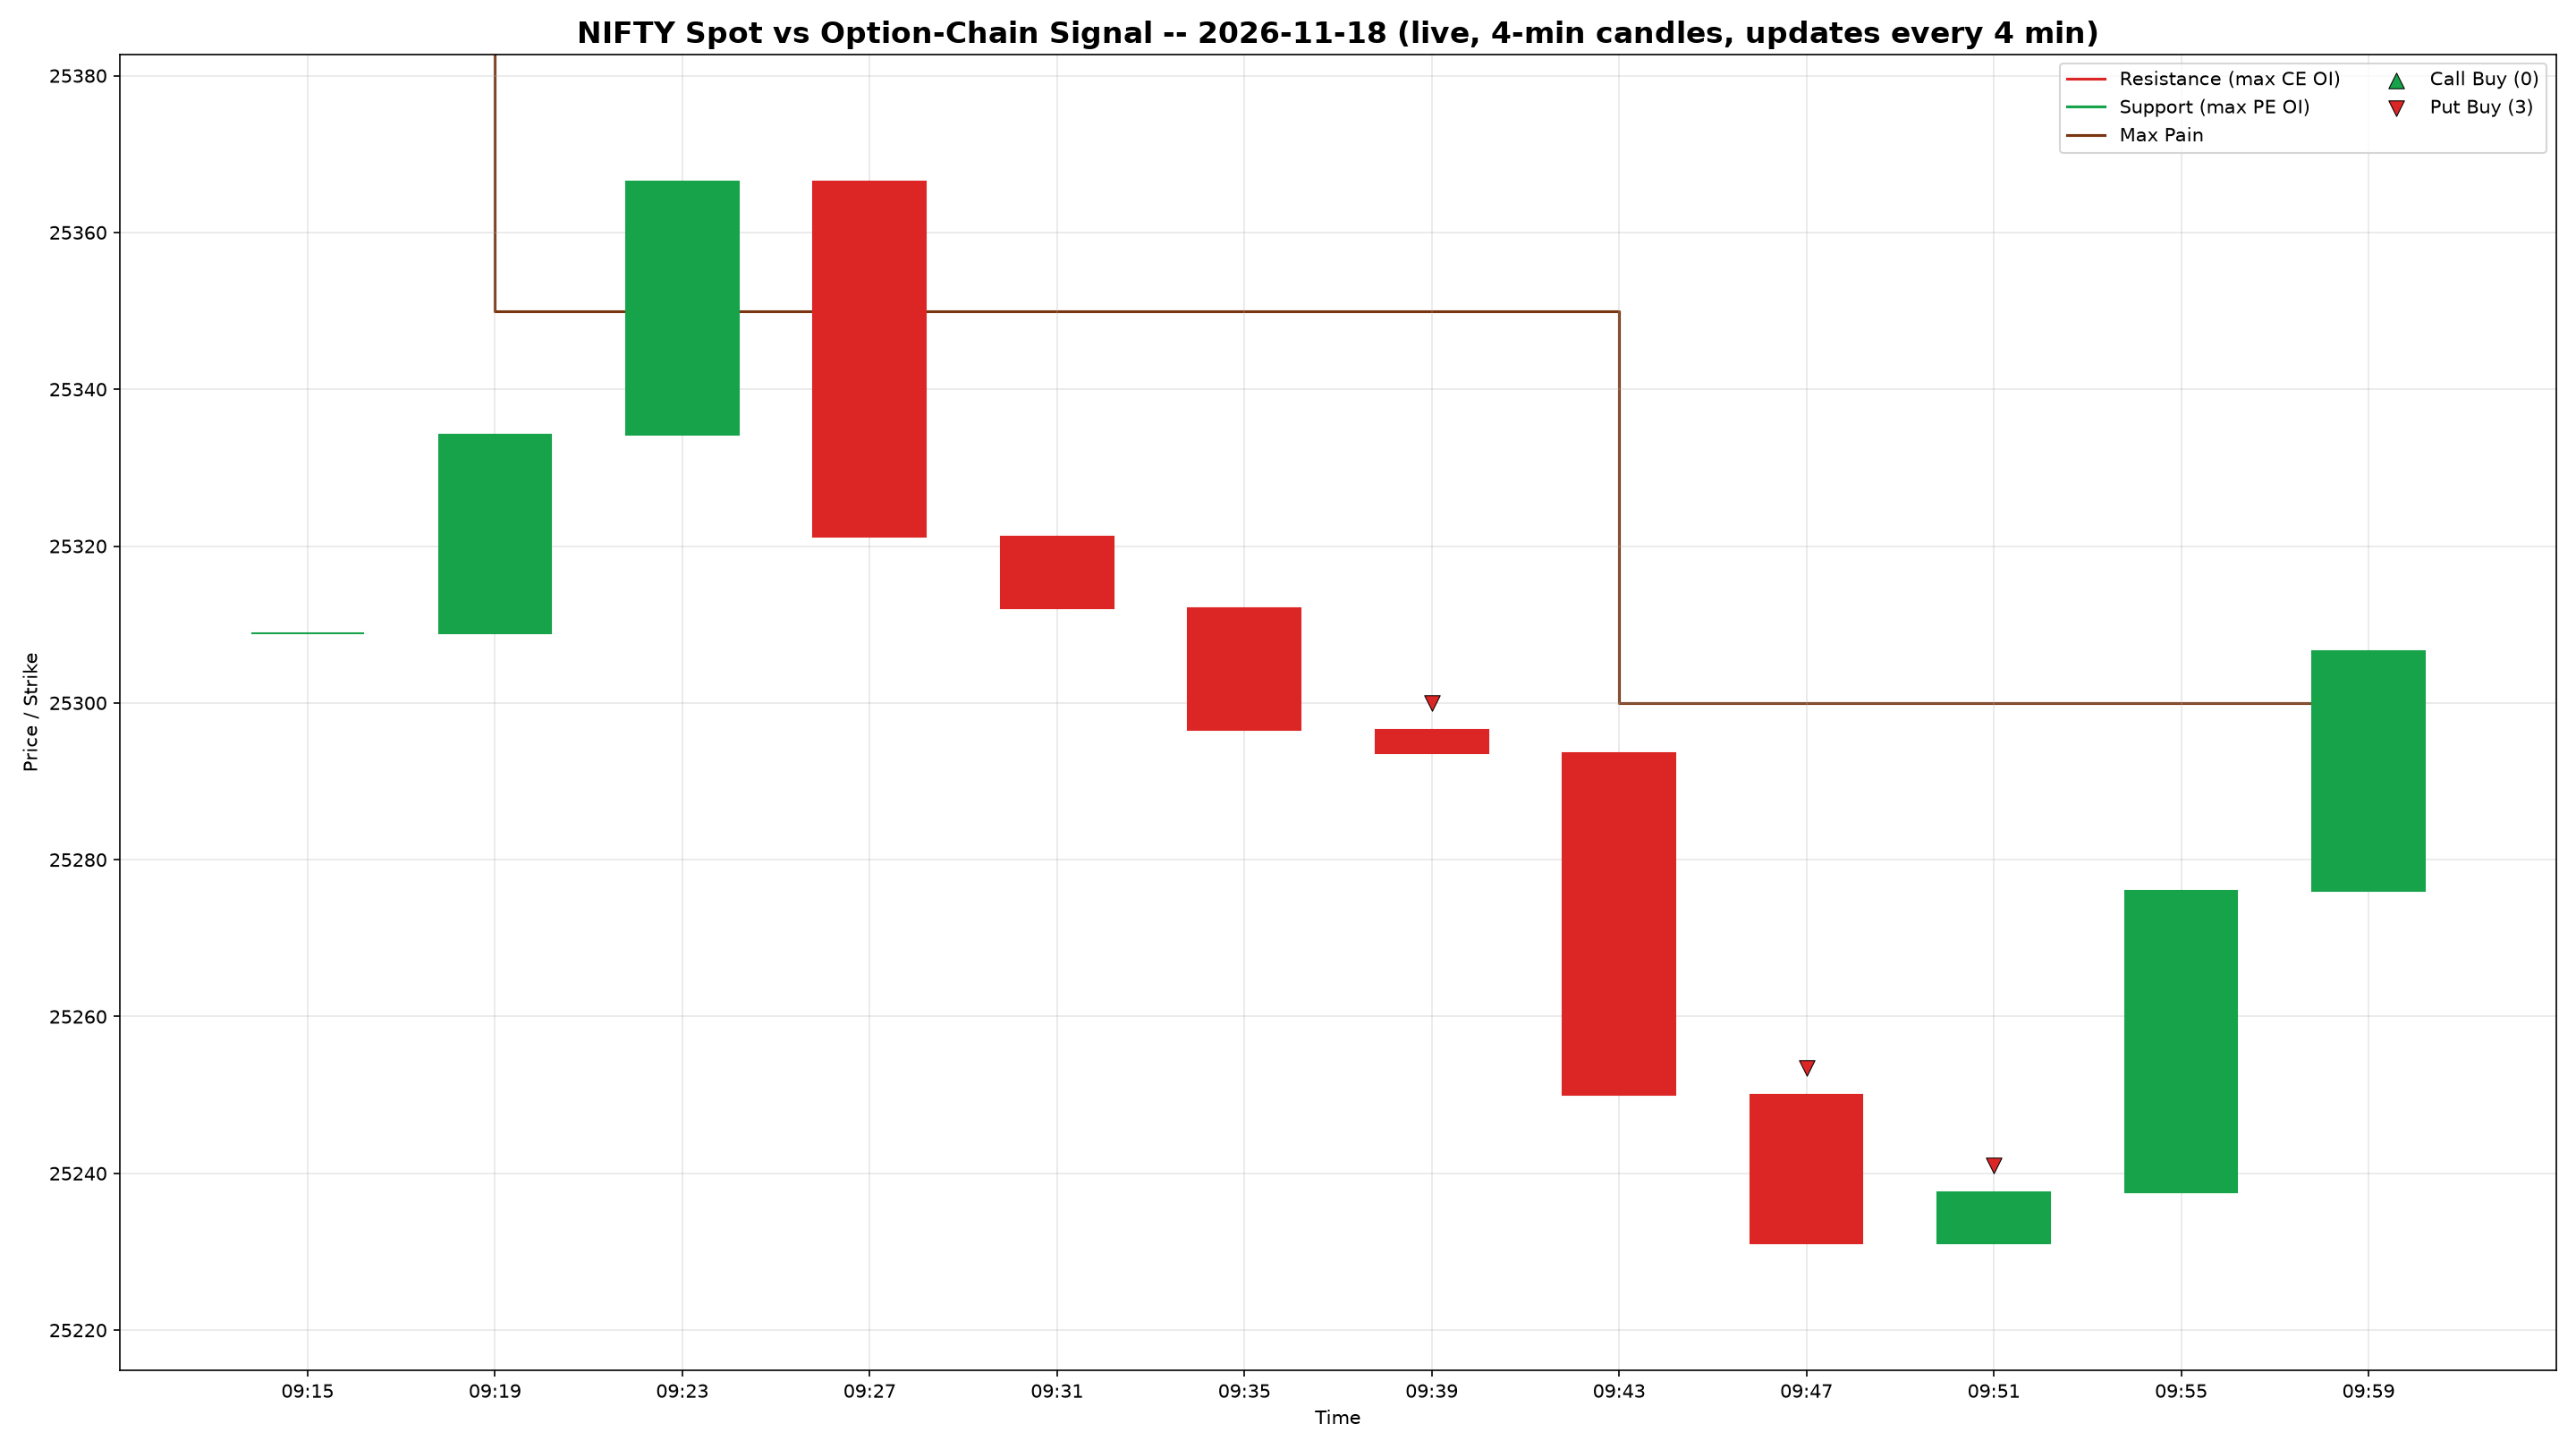 NIFTY Spot vs Option-Chain Signal -- 2026-11-18 (live, 4-min candles, updates every 4 min)
Resistance (max CE OI)
Support (max PE OI)
Max Pain
Call Buy (0)
Put Buy (3)
Price / Strike
25380
25360
25340
25320
25300
25280
25260
25240
25220
09:15 09:19 09:23 09:27 09:31 09:35 09:39 09:43 09:47 09:51 09:55 09:59
Time